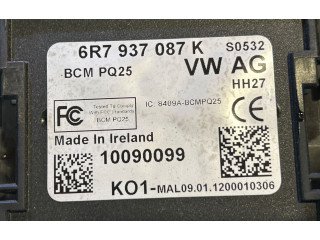 6R7 937 087 K S0532
BCM PQ25 VW AG
HH27
FC Tested To Comply
With FCC Standards
BCM PQ25
IC: 8409A-BCMPQ25
CE
Made In Ireland
10090099
KO1-MAL09.01.1200010306